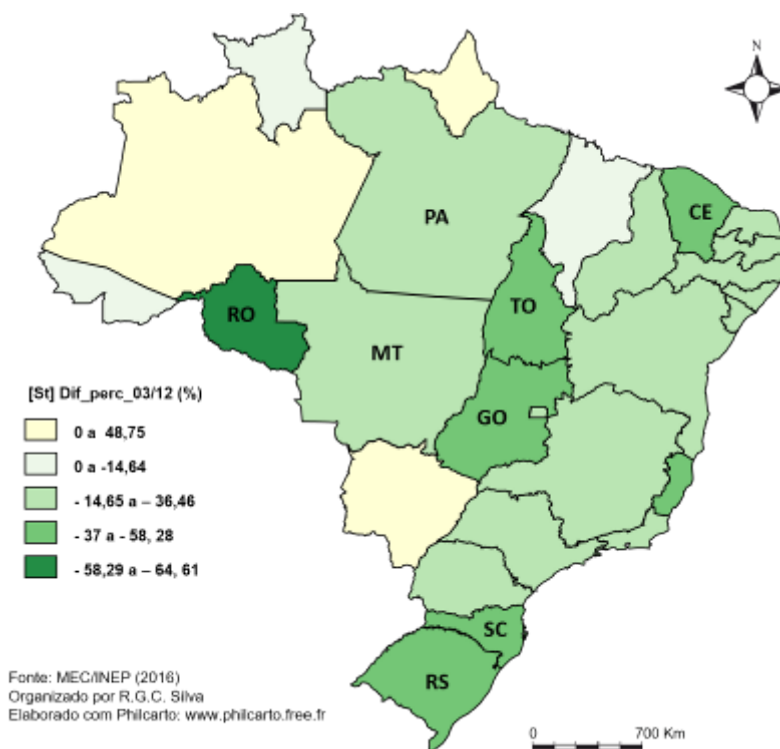 N
PA
CE
RO
TO
MT
GO
[St] Dif_perc_03/12 (%)
0 a 48,75
0 a -14,64
- 14,65 a – 36,46
- 37 a - 58, 28
- 58,29 a – 64, 61
SC
RS
Fonte: MEC/INEP (2016)
Organizado por R.G.C. Silva
Elaborado com Philcarto: www.philcarto.free.fr
0 700 Km